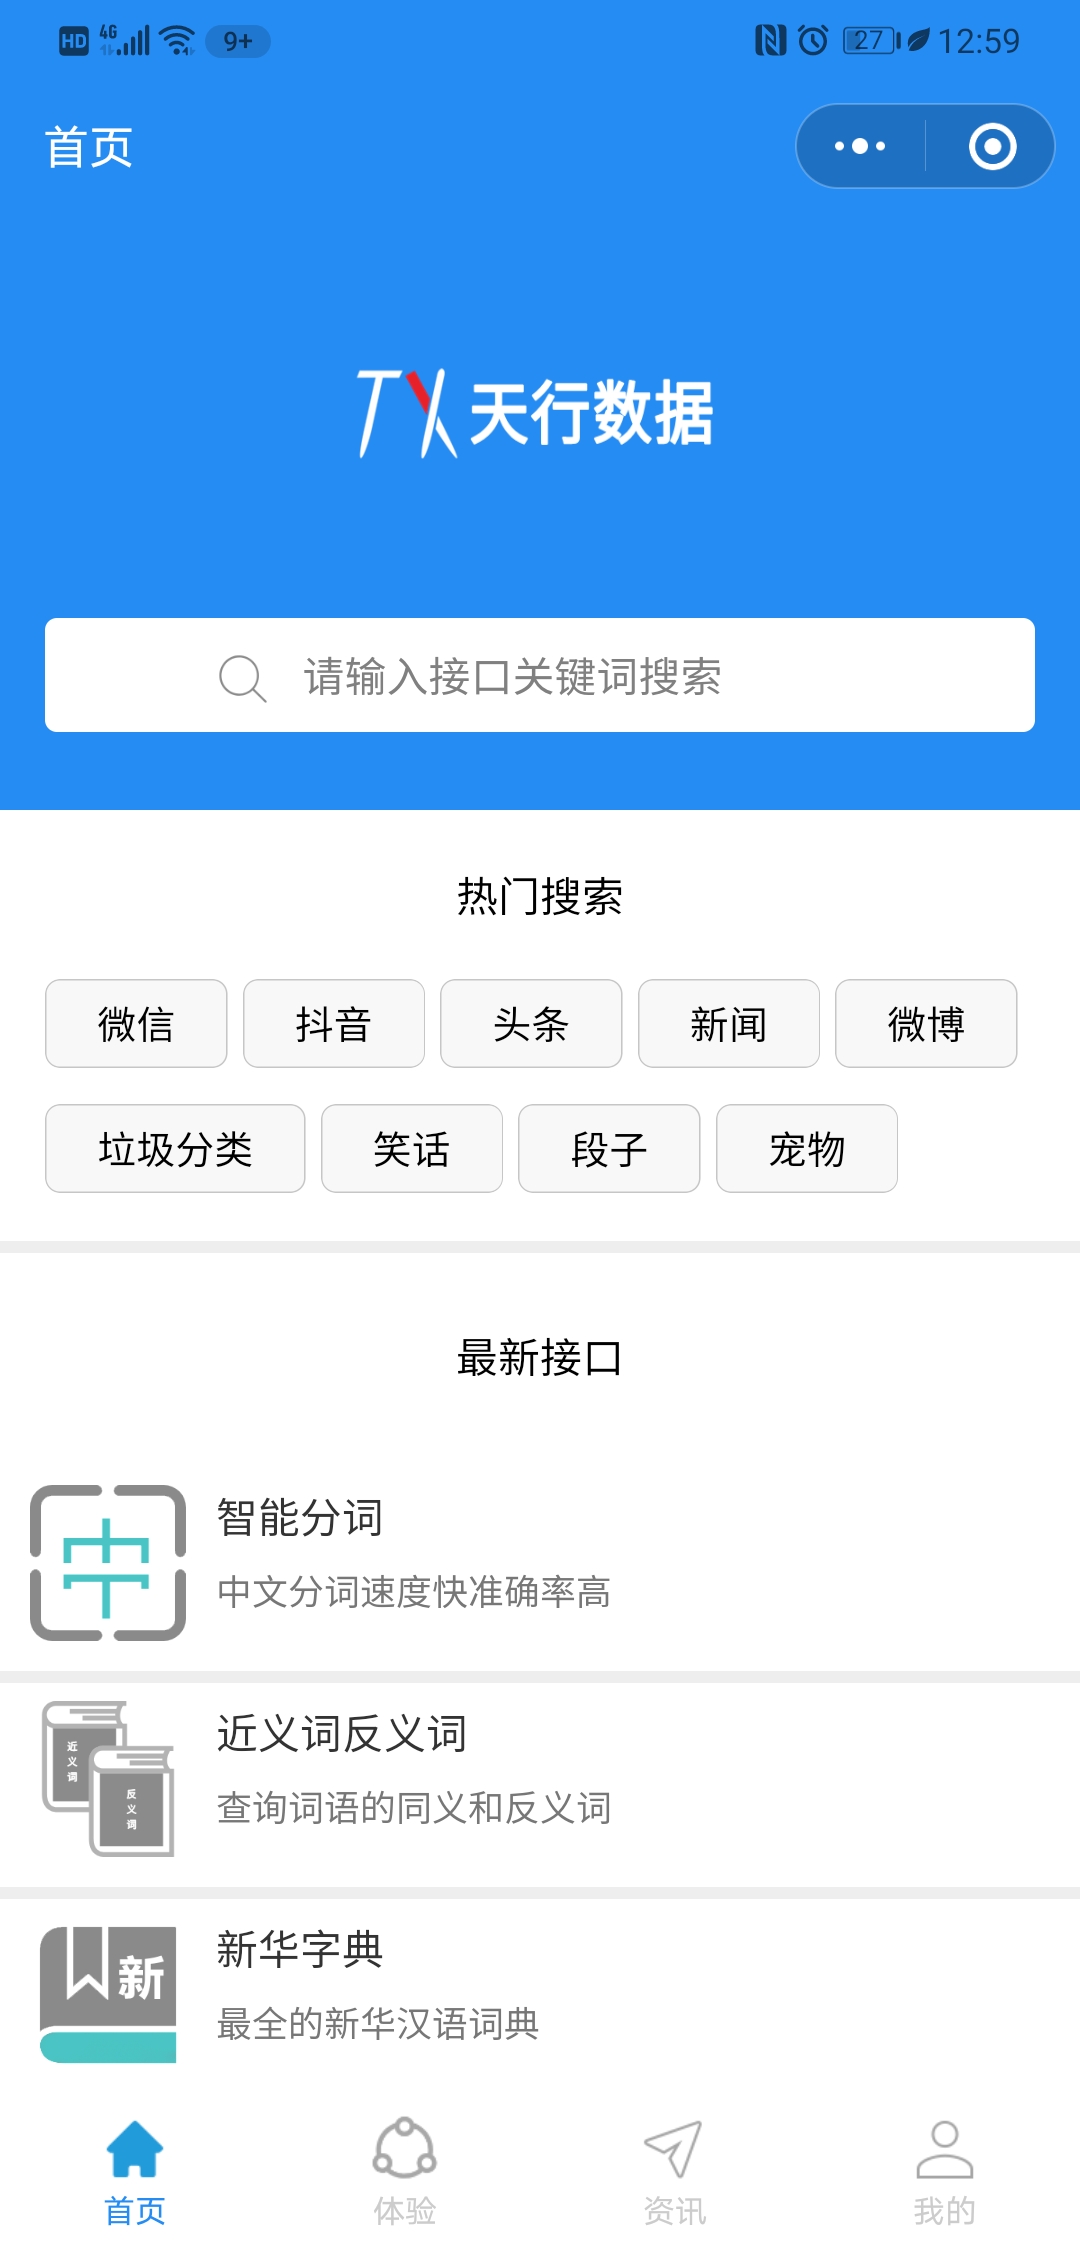 HD 4G 9+ 27 12:59
首页
TX 天行数据
请输入接口关键词搜索
热门搜索
微信 抖音 头条 新闻 微博
垃圾分类 笑话 段子 宠物
最新接口
中
智能分词
中文分词速度快准确率高
近义词
反义词
近义词反义词
查询词语的同义和反义词
新
新华字典
最全的新华汉语词典
首页 体验 资讯 我的